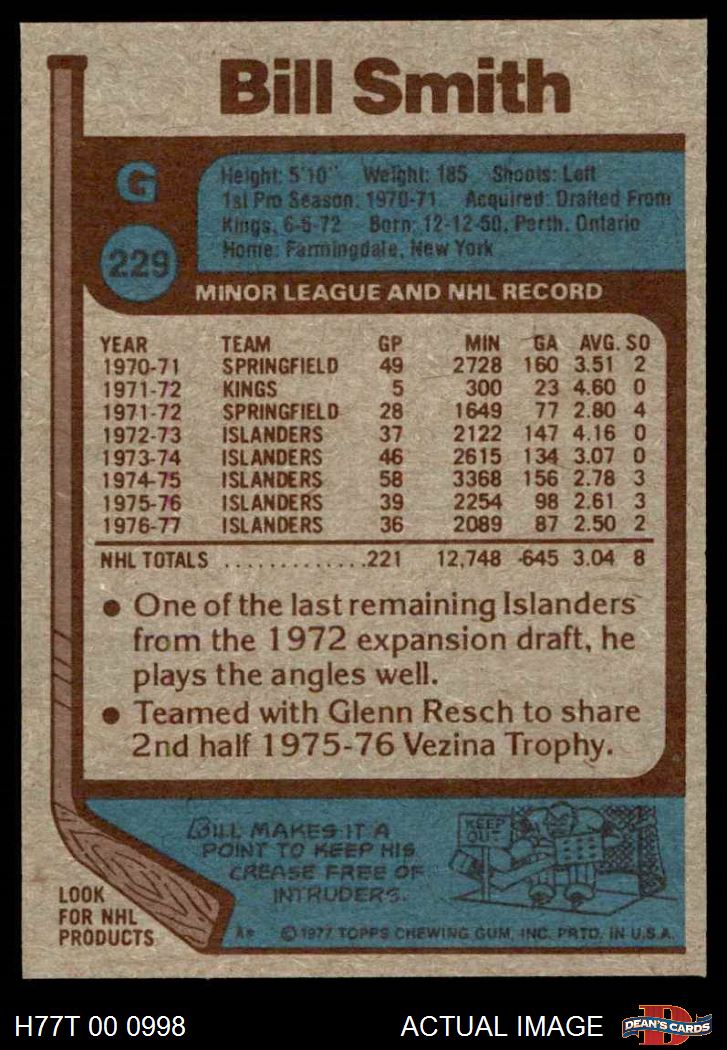 Bill Smith
G
229
Height: 5'10" Weight: 185 Shoots: Left
1st Pro Season: 1970-71 Acquired: Drafted From
Kings, 6-6-72 Born: 12-12-50, Perth, Ontario
Home: Farmingdale, New York
MINOR LEAGUE AND NHL RECORD
YEAR TEAM GP MIN GA AVG. SO
1970-71 SPRINGFIELD 49 2728 160 3.51 2
1971-72 KINGS 5 300 23 4.60 0
1971-72 SPRINGFIELD 28 1649 77 2.80 4
1972-73 ISLANDERS 37 2122 147 4.16 0
1973-74 ISLANDERS 46 2615 134 3.07 0
1974-75 ISLANDERS 58 3368 156 2.78 3
1975-76 ISLANDERS 39 2254 98 2.61 3
1976-77 ISLANDERS 36 2089 87 2.50 2
NHL TOTALS .............221 12,748 645 3.04 8
● One of the last remaining Islanders
from the 1972 expansion draft, he
plays the angles well.
● Teamed with Glenn Resch to share
2nd half 1975-76 Vezina Trophy.
BILL MAKES IT A
POINT TO KEEP HIS
CREASE FREE OF
INTRUDERS.
KEEP
OUT
LOOK
FOR NHL
PRODUCTS
A* © 1977 TOPPS CHEWING GUM, INC. PRTD. IN U.S.A.
H77T 00 0998
ACTUAL IMAGE
D
DEAN'S CARDS